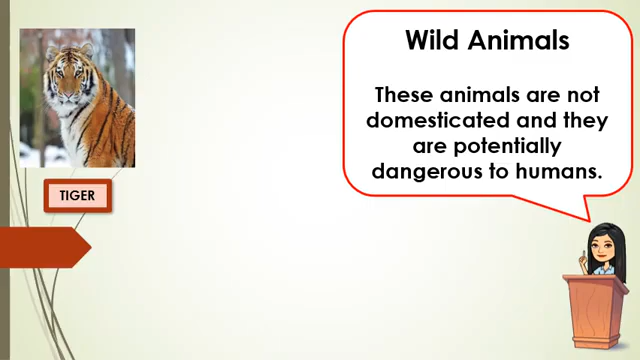 Wild Animals
These animals are not
domesticated and they
are potentially
dangerous to humans.
TIGER